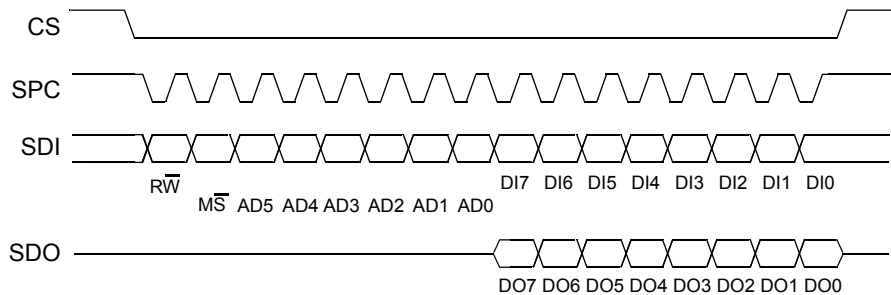 CS
SPC
SDI
RW̅ DI7 DI6 DI5 DI4 DI3 DI2 DI1 DI0
MS̅ AD5 AD4 AD3 AD2 AD1 AD0
SDO
DO7 DO6 DO5 DO4 DO3 DO2 DO1 DO0